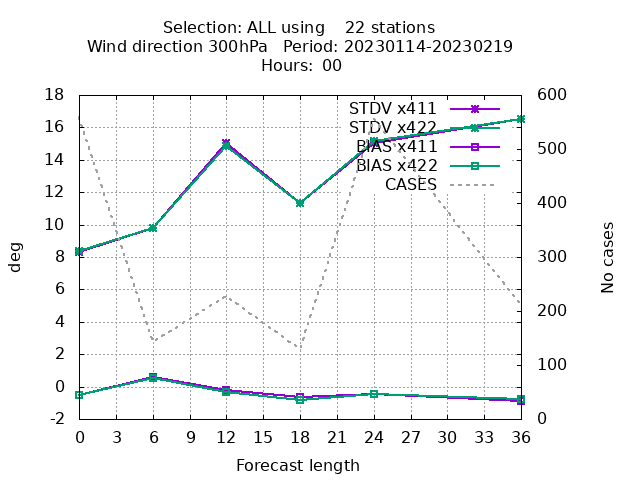 Selection: ALL using    22 stations
Wind direction 300hPa   Period: 20230114-20230219
Hours: 00
18
16
14
12
10
8
6
4
2
0
-2
deg
600
500
400
300
200
100
0
No cases
STDV x411
STDV x422
BIAS x411
BIAS x422
CASES
0 3 6 9 12 15 18 21 24 27 30 33 36
Forecast length